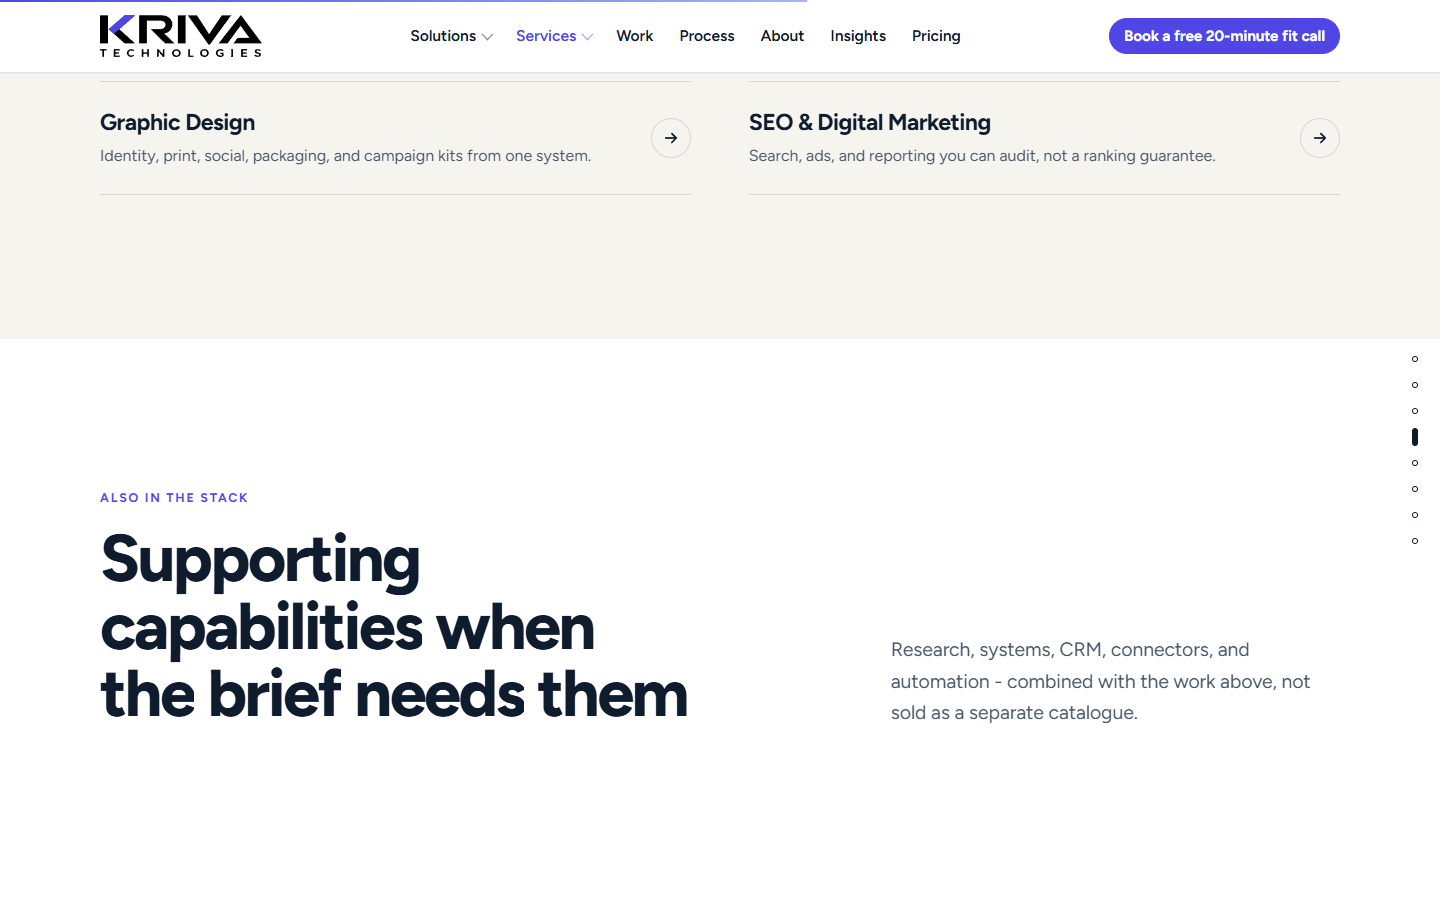 KRIVA
TECHNOLOGIES
Solutions
Services
Work
Process
About
Insights
Pricing
Book a free 20-minute fit call
Graphic Design
Identity, print, social, packaging, and campaign kits from one system.
SEO & Digital Marketing
Search, ads, and reporting you can audit, not a ranking guarantee.
ALSO IN THE STACK
Supporting
capabilities when
the brief needs them
Research, systems, CRM, connectors, and
automation - combined with the work above, not
sold as a separate catalogue.